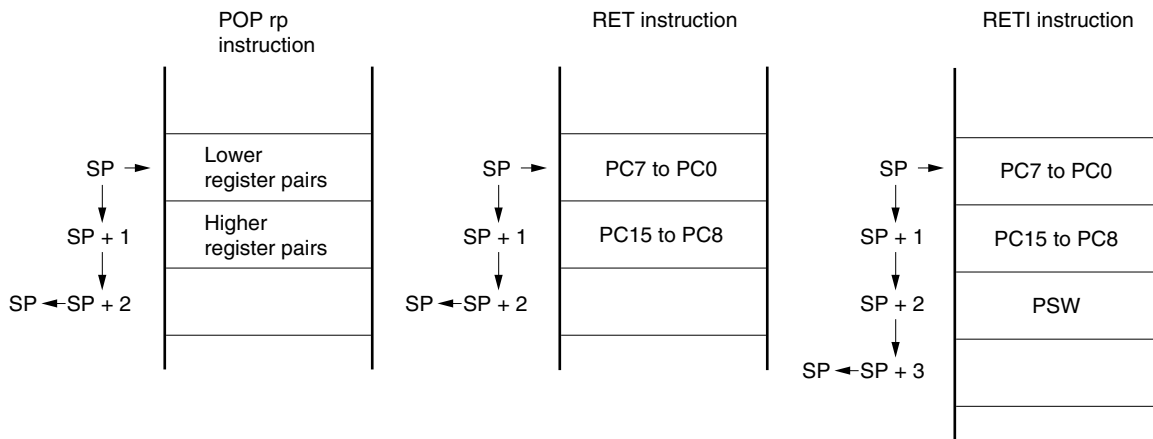 POP rp
instruction
RET instruction
RETI instruction
SP
Lower
register pairs
SP + 1
Higher
register pairs
SP
SP + 2
SP
PC7 to PC0
SP + 1
PC15 to PC8
SP
SP + 2
SP
PC7 to PC0
SP + 1
PC15 to PC8
SP + 2
PSW
SP
SP + 3